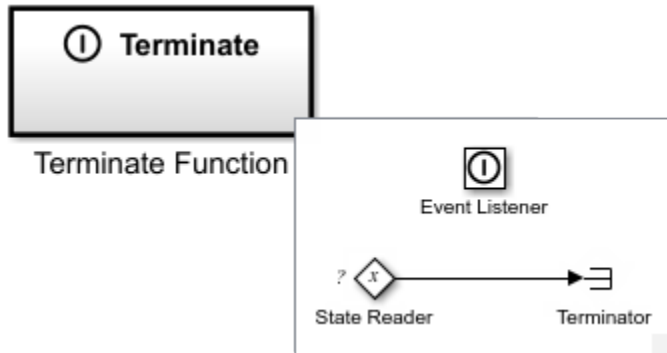 Terminate
Terminate Function
Event Listener
? x
State Reader
Terminator